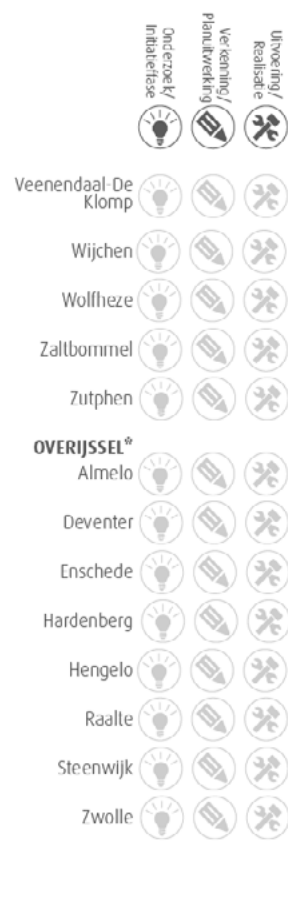 Onderzoek/
Initiatieffase
Verkenning/
Planuitwerking
Uitvoering/
Realisatie
Veenendaal-De
Klomp
Wijchen
Wolfheze
Zaltbommel
Zutphen
OVERIJSSEL*
Almelo
Deventer
Enschede
Hardenberg
Hengelo
Raalte
Steenwijk
Zwolle